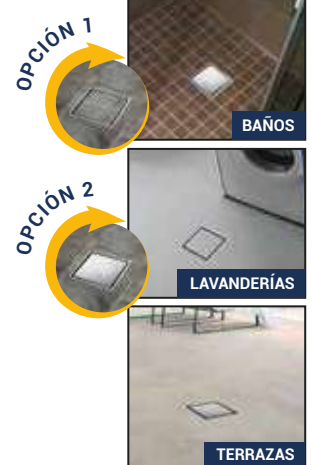 OPCIÓN 1
BAÑOS
OPCIÓN 2
LAVANDERÍAS
TERRAZAS